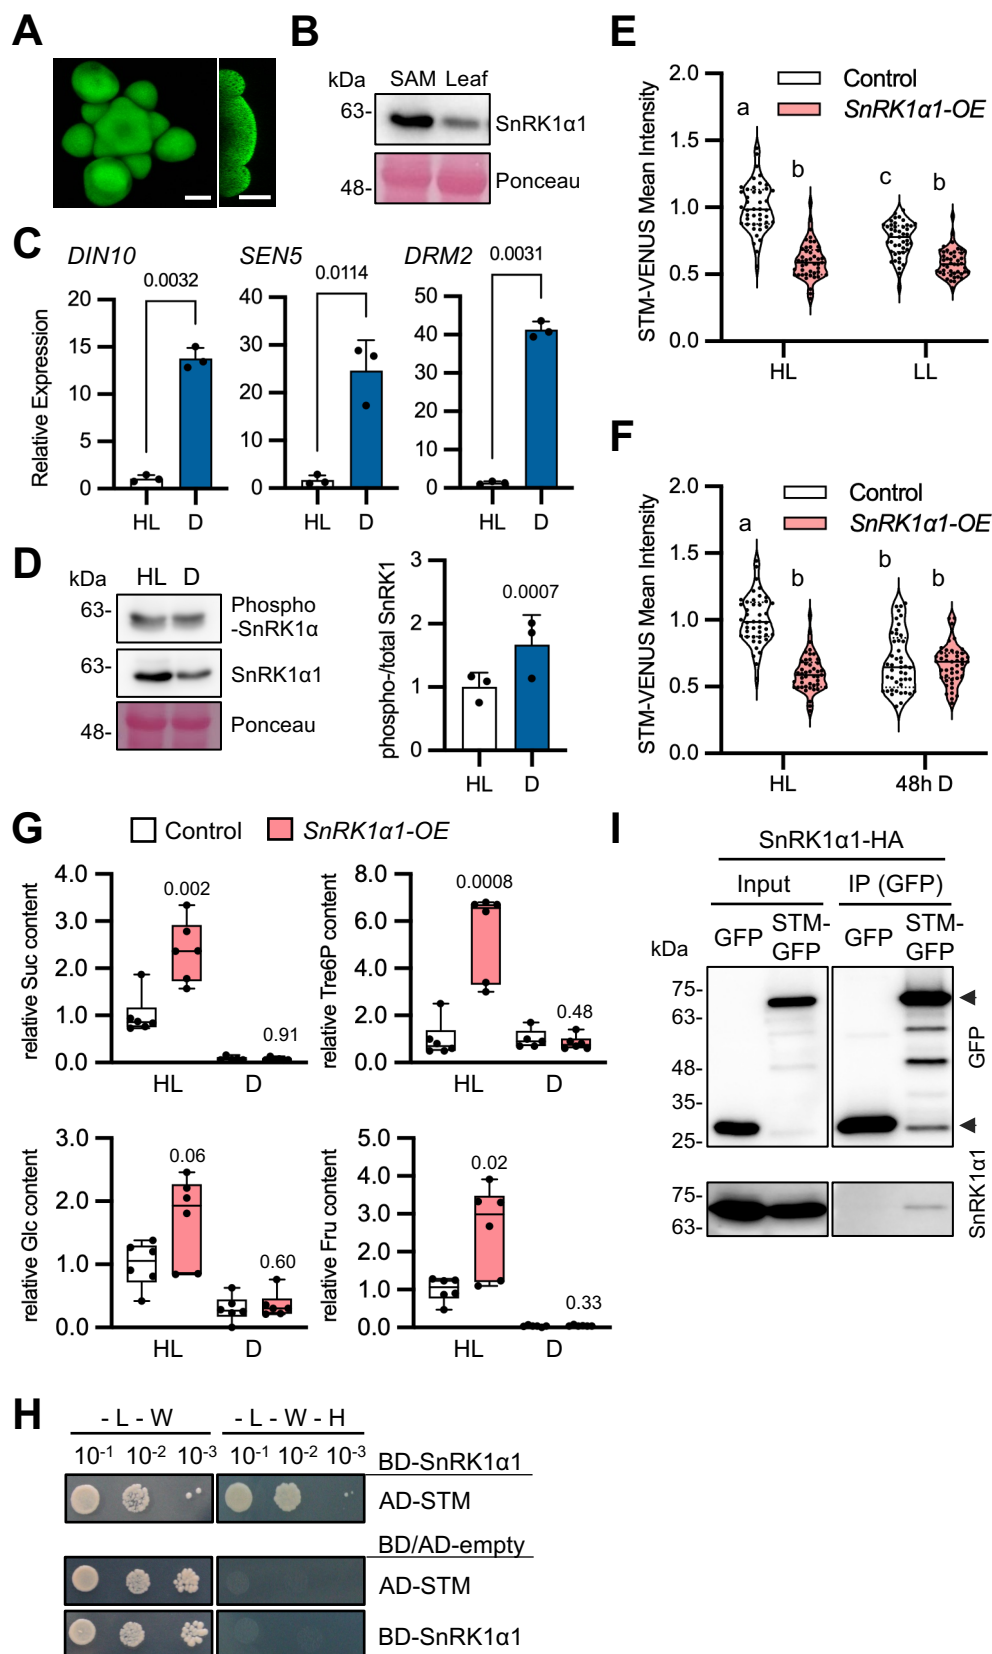 A
B
kDa
SAM Leaf
63-
SnRK1α1
48-
Ponceau
C
DIN10
SEN5
DRM2
0.0032
0.0114
0.0031
Relative Expression
20
15
10
5
0
HL D
40
30
20
10
0
HL D
50
40
30
20
10
0
HL D
D
kDa
HL D
63-
Phospho
-SnRK1α
63-
SnRK1α1
48-
Ponceau
phospho-/total SnRK1
3
2
1
0
0.0007
HL D
E
STM-VENUS Mean Intensity
2.0
1.5
1.0
0.5
0.0
Control
SnRK1α1-OE
a
b
c
b
HL LL
F
STM-VENUS Mean Intensity
2.0
1.5
1.0
0.5
0.0
Control
SnRK1α1-OE
a
b
b
b
HL 48h D
G
Control SnRK1α1-OE
relative Suc content
4.0
3.0
2.0
1.0
0.0
0.002
0.91
HL D
relative Tre6P content
8.0
6.0
4.0
2.0
0.0
0.0008
0.48
HL D
relative Glc content
3.0
2.0
1.0
0.0
0.06
0.60
HL D
relative Fru content
5.0
4.0
3.0
2.0
1.0
0.0
0.02
0.33
HL D
H
- L - W
- L - W - H
10-1 10-2 10-3 10-1 10-2 10-3
BD-SnRK1α1
AD-STM
BD/AD-empty
AD-STM
BD-SnRK1α1
I
SnRK1α1-HA
Input IP (GFP)
kDa
GFP STM-GFP GFP STM-GFP
75-
63-
48-
35-
25-
GFP
75-
63-
SnRK1α1